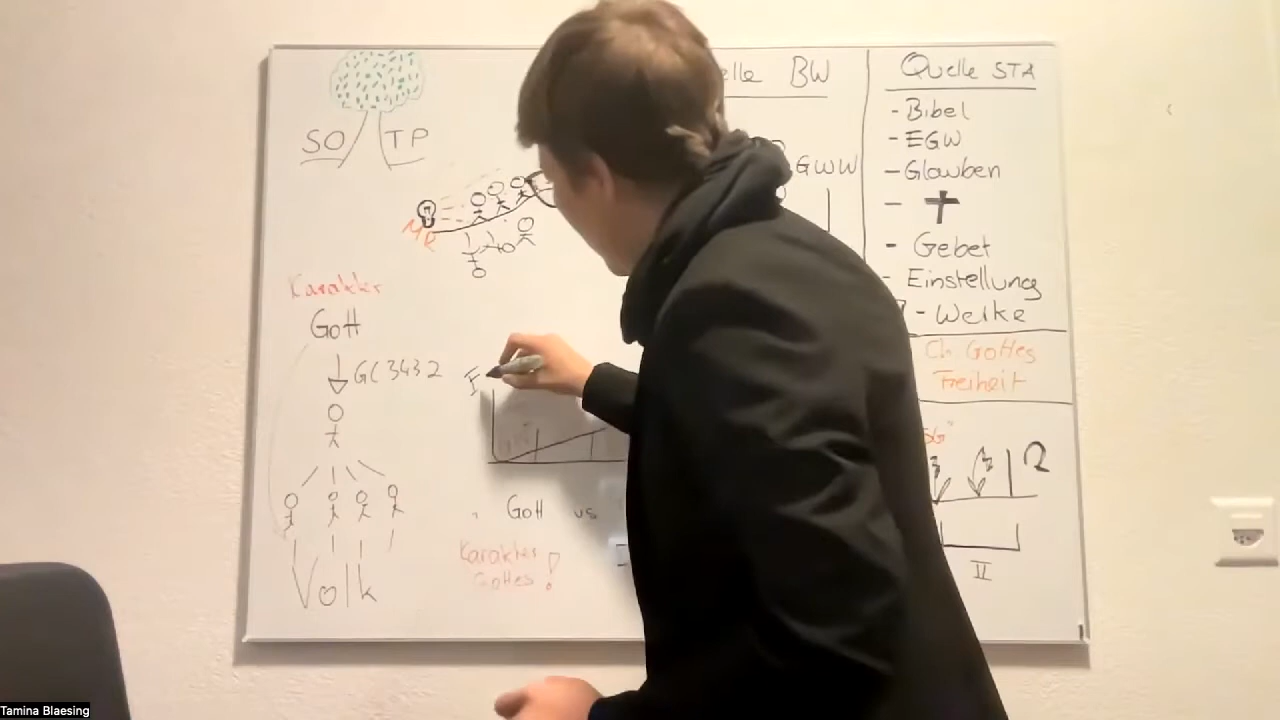 SO TP
MR
Karakter
Gott
GC 343 2
Volk
Gott vs
Karakter
Gottes !
elle BW
GWW
Quelle STA
- Bibel
- EGW
- Glauben
-
- Gebet
- Einstellung
- Werke
Ch. Gottes
Freiheit
II
Tamina Blaesing